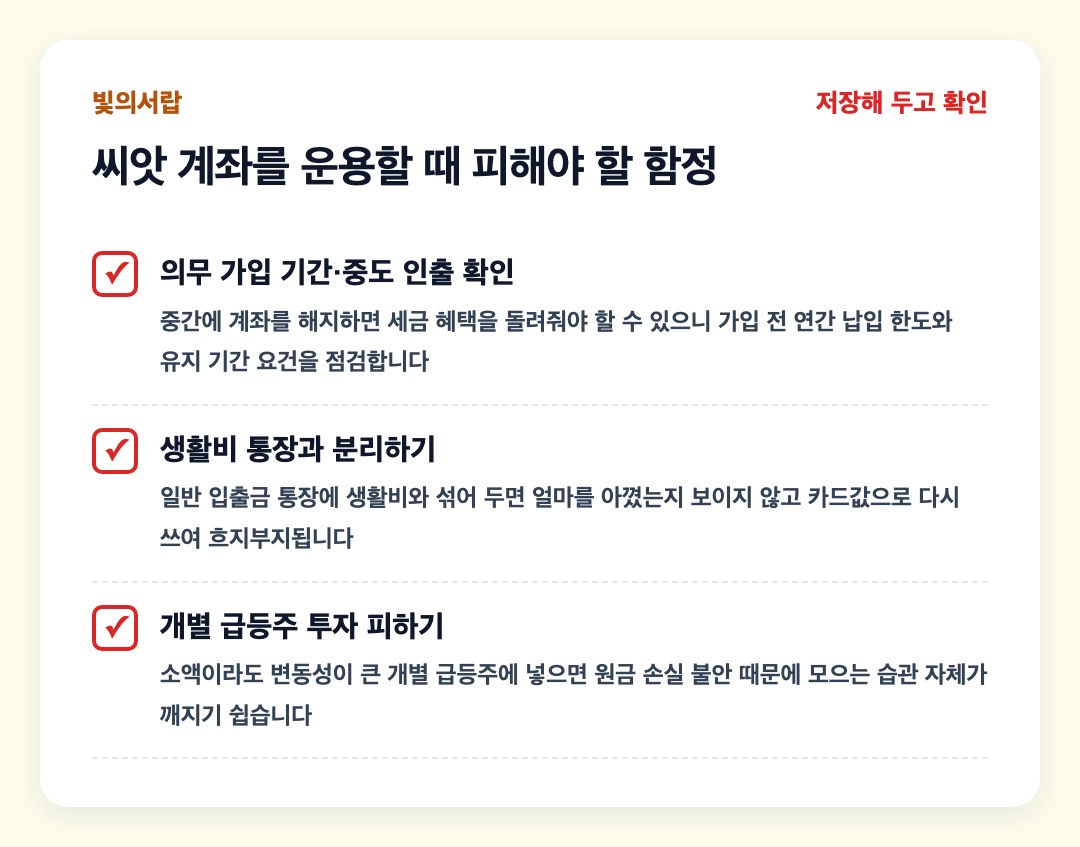 빛의서랍
저장해 두고 확인
씨앗 계좌를 운용할 때 피해야 할 함정
의무 가입 기간·중도 인출 확인
중간에 계좌를 해지하면 세금 혜택을 돌려줘야 할 수 있으니 가입 전 연간 납입 한도와
유지 기간 요건을 점검합니다
생활비 통장과 분리하기
일반 입출금 통장에 생활비와 섞어 두면 얼마를 아꼈는지 보이지 않고 카드값으로 다시
쓰여 흐지부지됩니다
개별 급등주 투자 피하기
소액이라도 변동성이 큰 개별 급등주에 넣으면 원금 손실 불안 때문에 모으는 습관 자체가
깨지기 쉽습니다